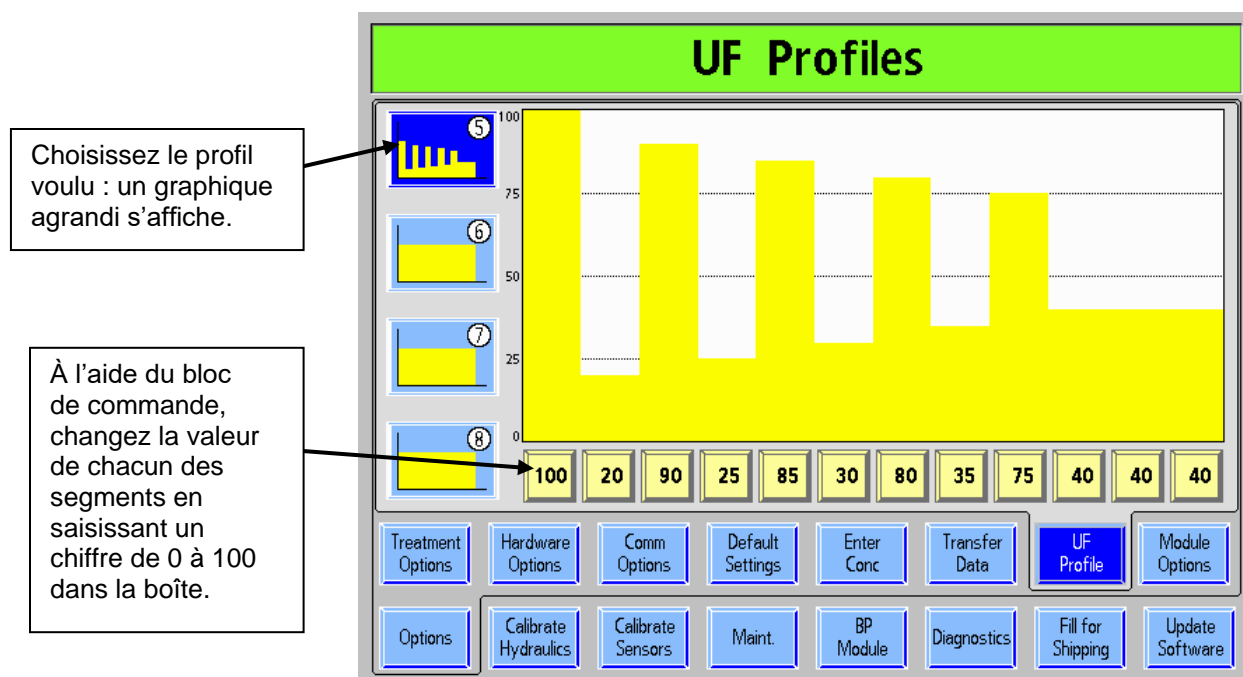 UF Profiles
Choisissez le profil
voulu : un graphique
agrandi s’affiche.
5
6
7
8
100
75
50
25
0
À l’aide du bloc
de commande,
changez la valeur
de chacun des
segments en
saisissant un
chiffre de 0 à 100
dans la boîte.
100 20 90 25 85 30 80 35 75 40 40 40
Treatment
Options
Hardware
Options
Comm
Options
Default
Settings
Enter
Conc
Transfer
Data
UF
Profile
Module
Options
Options
Calibrate
Hydraulics
Calibrate
Sensors
Maint.
BP
Module
Diagnostics
Fill for
Shipping
Update
Software